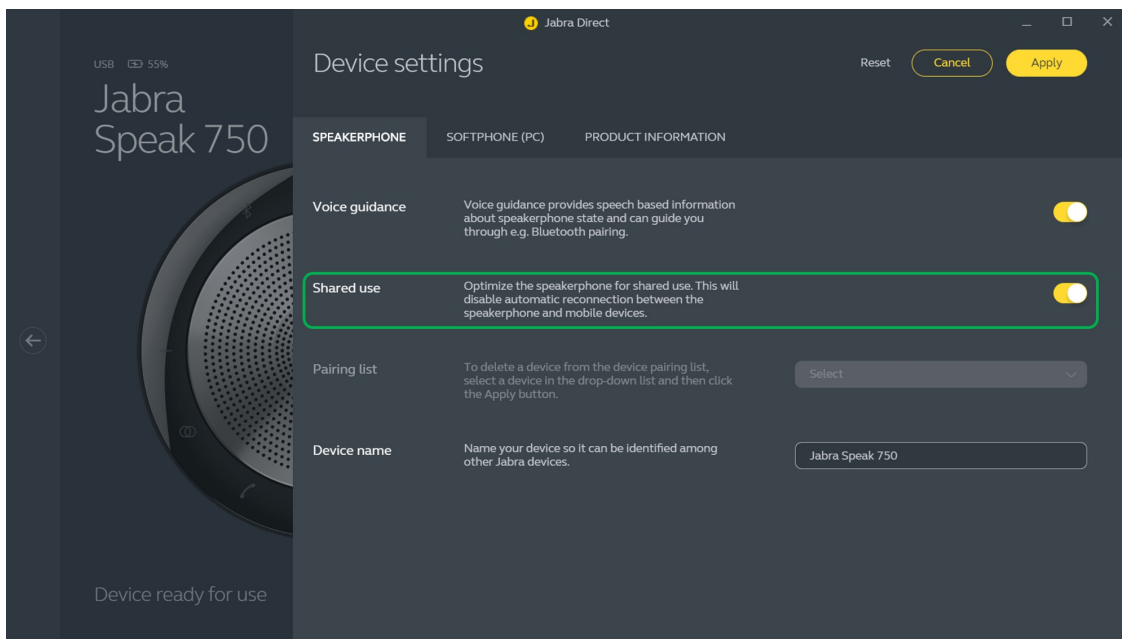 Jabra Direct
USB 55%
Jabra
Speak 750
Device settings
Reset
Cancel
Apply
SPEAKERPHONE
SOFTPHONE (PC)
PRODUCT INFORMATION
Voice guidance
Voice guidance provides speech based information
about speakerphone state and can guide you
through e.g. Bluetooth pairing.
Shared use
Optimize the speakerphone for shared use. This will
disable automatic reconnection between the
speakerphone and mobile devices.
Pairing list
To delete a device from the device pairing list,
select a device in the drop-down list and then click
the Apply button.
Select
Device name
Name your device so it can be identified among
other Jabra devices.
Jabra Speak 750
Device ready for use